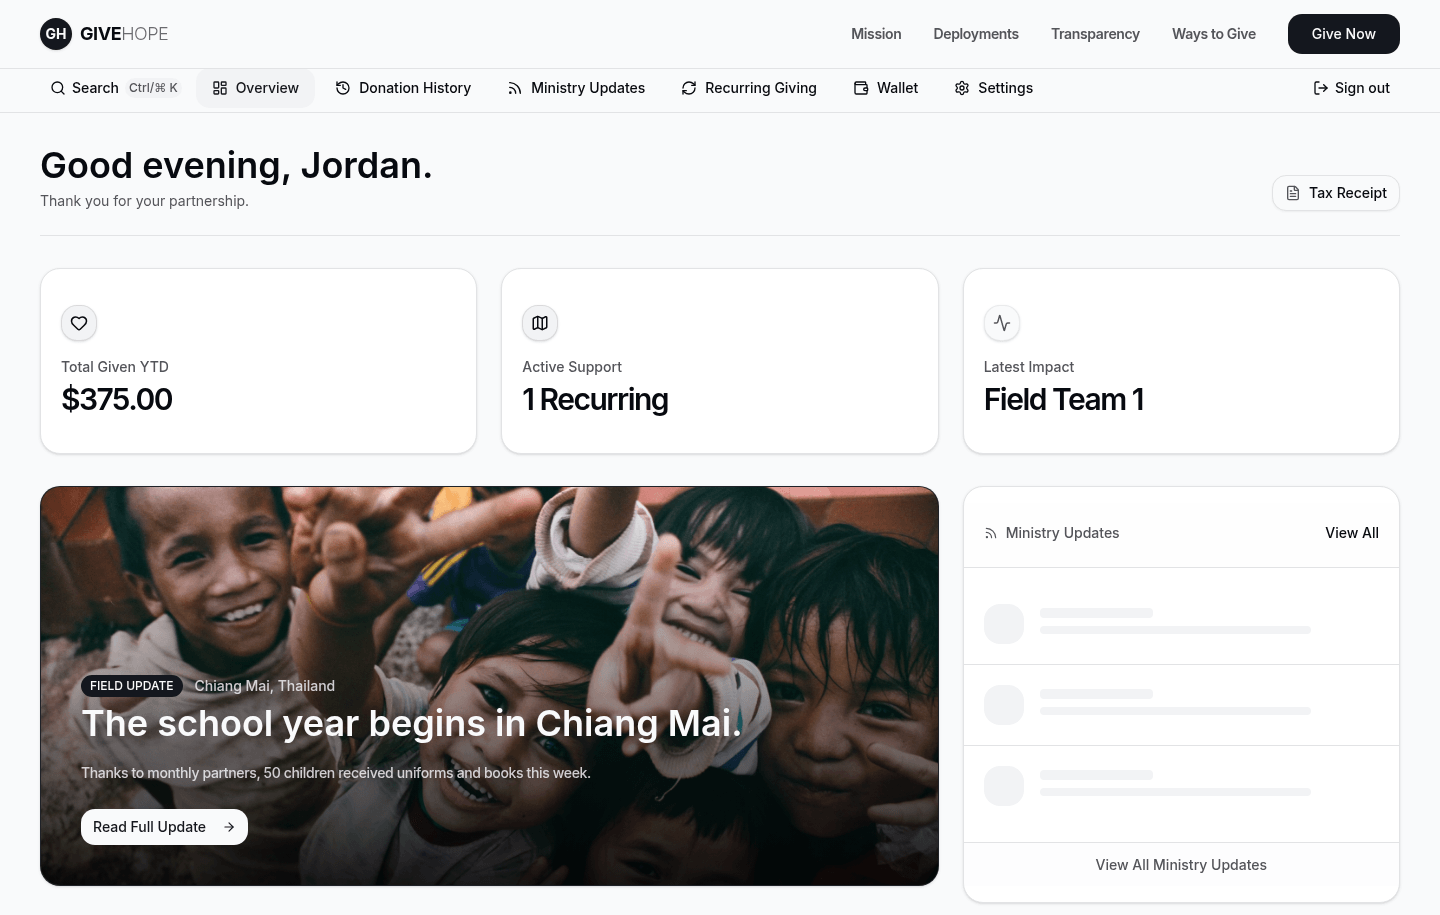 GH GIVEHOPE
Mission Deployments Transparency Ways to Give Give Now
Search Ctrl/⌘ K Overview Donation History Ministry Updates Recurring Giving Wallet Settings Sign out
Good evening, Jordan.
Thank you for your partnership.
Tax Receipt
Total Given YTD
$375.00
Active Support
1 Recurring
Latest Impact
Field Team 1
FIELD UPDATE Chiang Mai, Thailand
The school year begins in Chiang Mai.
Thanks to monthly partners, 50 children received uniforms and books this week.
Read Full Update
Ministry Updates View All
View All Ministry Updates